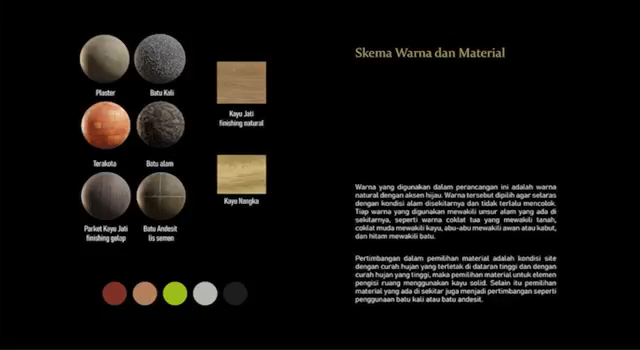 Skema Warna dan Material
Plaster
Batu Kali
Kayu Jati
finishing natural
Terakota
Batu alam
Parket Kayu Jati
finishing gelap
Batu Andesit
lis semen
Kayu Nangka
Warna yang digunakan dalam perancangan ini adalah warna
natural dengan aksen hijau. Warna tersebut dipilih agar selaras
dengan kondisi alam disekitarnya dan tidak terlalu mencolok.
Tiap warna yang digunakan mewakili unsur alam yang ada di
sekitarnya, seperti warna coklat tua yang mewakili tanah,
coklat muda mewakili kayu, abu-abu mewakili awan atau kabut,
dan hitam mewakili batu.
Pertimbangan dalam pemilihan material adalah kondisi site
dengan curah hujan yang terletak di dataran tinggi dan dengan
curah hujan yang tinggi, maka pemilihan material untuk elemen
pengisi ruang menggunakan kayu solid. Selain itu pemilihan
material yang ada di sekitar juga menjadi pertimbangan seperti
penggunaan batu kali atau batu andesit.